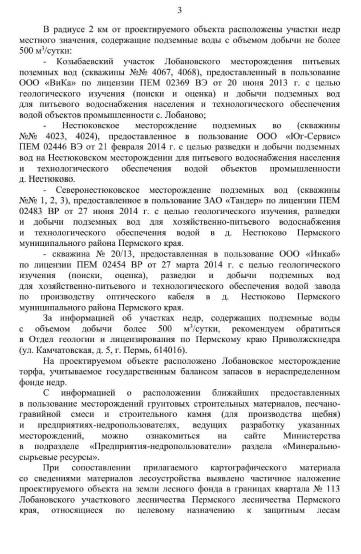 3
В радиусе 2 км от проектируемого объекта расположены участки недр
местного значения, содержащие подземные воды с объемом добычи не более
500 м³/сутки:
- Козыбаевский участок Лобановского месторождения питьевых
поземных вод (скважины №№ 4067, 4068), предоставленный в пользование
ООО «ВиКа» по лицензии ПЕМ 02369 ВЭ от 20 июня 2013 г. с целью
геологического изучения (поиски и оценка) и добычи подземных вод
для питьевого водоснабжения населения и технологического обеспечения
водой объектов промышленности с. Лобаново;
- Нестюковское месторождение подземных во (скважины
№№ 4023, 4024), предоставленное в пользование ООО «Юг-Сервис»
ПЕМ 02446 ВЭ от 21 февраля 2014 г. с целью разведки и добычи подземных
вод на Нестюковском месторождении для питьевого водоснабжения населения
и технологического обеспечения водой объектов промышленности
д. Нестюково.
- Северонестюковское месторождение подземных вод (скважины
№№ 1, 2, 3), предоставленное в пользование ЗАО «Тандер» по лицензии ПЕМ
02483 ВР от 27 июня 2014 г. с целью геологического изучения, разведки
и добычи подземных вод для хозяйственно-питьевого водоснабжения
и технологического обеспечения водой в д. Нестюково Пермского
муниципального района Пермского края.
- скважина № 20/13, предоставленная в пользование ООО «Инкаб»
по лицензии ПЕМ 02454 ВР от 27 марта 2014 г. с целью геологического
изучения (поиски, оценка), разведки и добычи подземных вод
для хозяйственно-питьевого и технологического обеспечения водой завода
по производству оптического кабеля в д. Нестюково Пермского
муниципального района Пермского края.
За информацией об участках недр, содержащих подземные воды
с объемом добычи более 500 м³/сутки, рекомендуем обратиться
в Отдел геологии и лицензирования по Пермскому краю Приволжскнедра
(ул. Камчатовская, д. 5, г. Пермь, 614016).
На проектируемом объекте расположено Лобановское месторождение
торфа, учитываемое государственным балансом запасов в нераспределенном
фонде недр.
С информацией о расположении ближайших предоставленных
в пользование месторождений грунтовых строительных материалов, песчано-
гравийной смеси и строительного камня (для производства щебня)
и предприятиях-недропользователях, ведущих разработку указанных
месторождений, можно ознакомиться на сайте Министерства
в подразделе «Предприятия-недропользователи» раздела «Минерально-
сырьевые ресурсы».
При сопоставлении прилагаемого картографического материала
со сведениями материалов лесоустройства выявлено частичное наложение
проектируемого объекта на земли лесного фонда в границах квартала № 113
Лобановского участкового лесничества Пермского лесничества Пермского
края, относящиеся по целевому назначению к защитным лесам